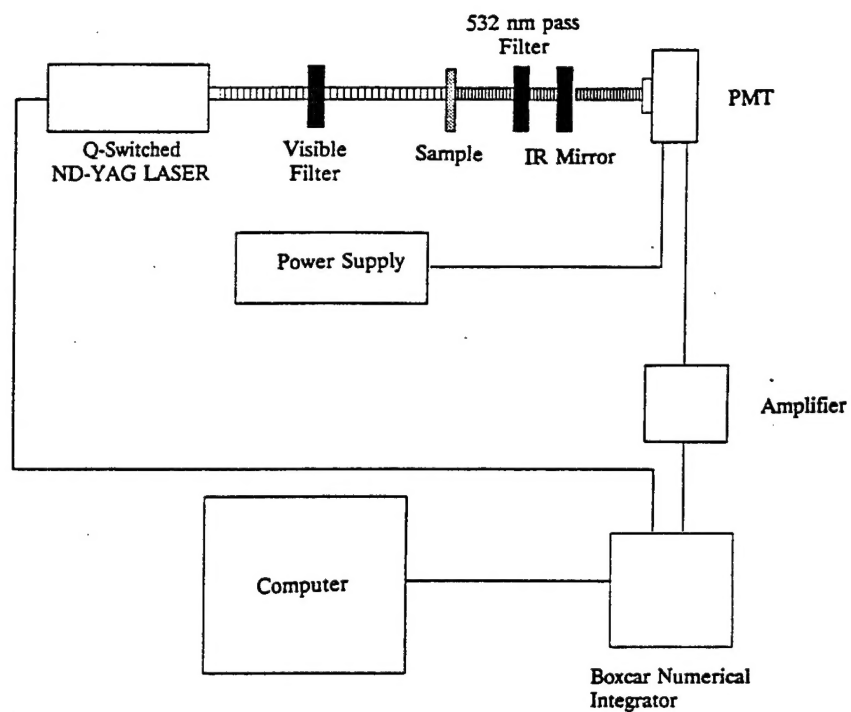 532 nm pass
Filter
PMT
Q-Switched
ND-YAG LASER
Visible
Filter
Sample
IR Mirror
Power Supply
Amplifier
Computer
Boxcar Numerical
Integrator